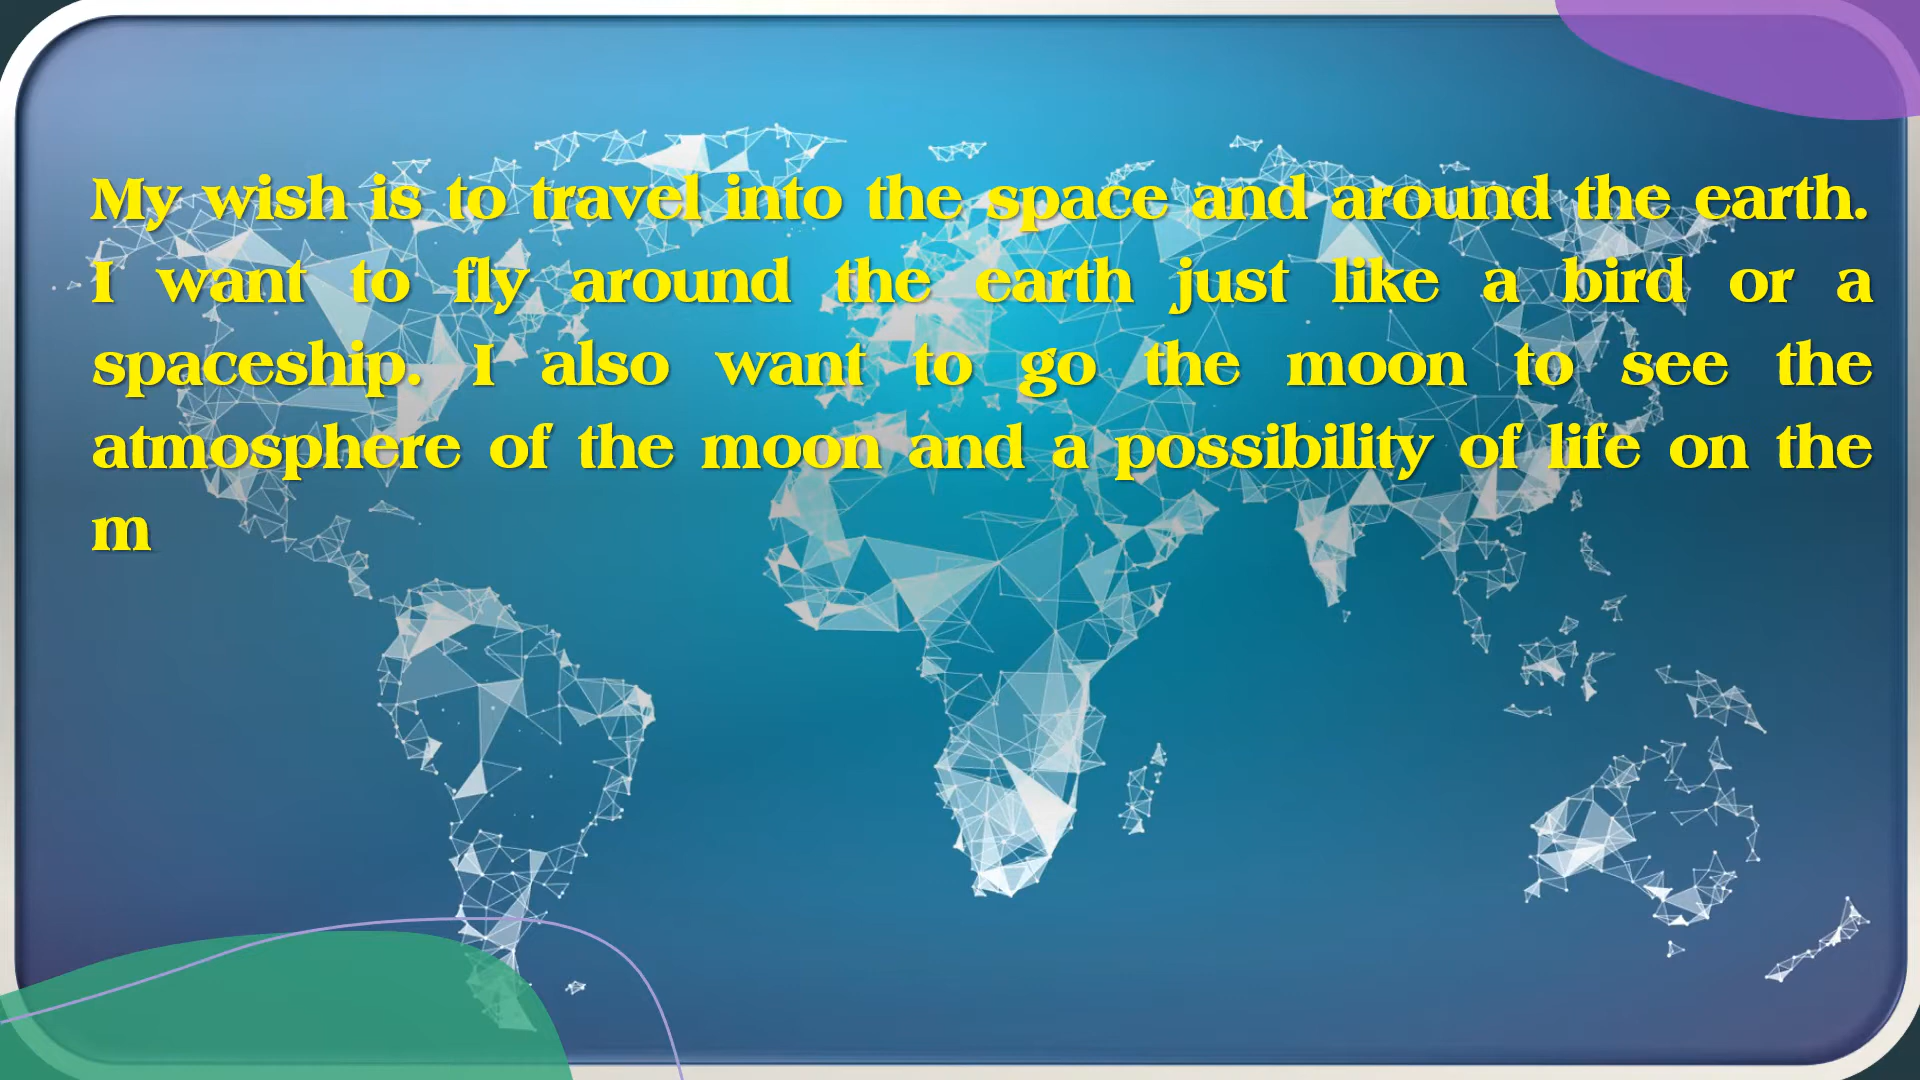 My wish is to travel into the space and around the earth.
I want to fly around the earth just like a bird or a
spaceship. I also want to go the moon to see the
atmosphere of the moon and a possibility of life on the
m